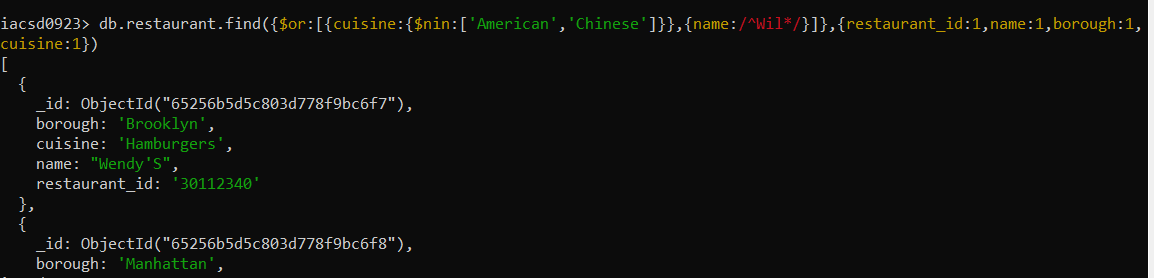 iacsd0923> db.restaurant.find({$or:[{cuisine:{$nin:['American','Chinese']}},{name:/^Wil*/}]},{restaurant_id:1,name:1,borough:1,
cuisine:1})
[
  {
    _id: ObjectId("65256b5d5c803d778f9bc6f7"),
    borough: 'Brooklyn',
    cuisine: 'Hamburgers',
    name: "Wendy'S",
    restaurant_id: '30112340'
  },
  {
    _id: ObjectId("65256b5d5c803d778f9bc6f8"),
    borough: 'Manhattan',